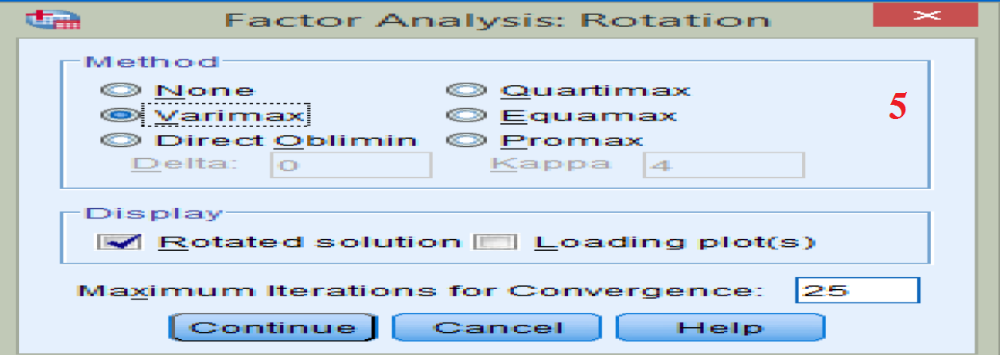 Factor Analysis: Rotation
Method
None Quartimax
Varimax Equamax
Direct Oblimin Promax
Delta: 0 Kappa 4
5
Display
Rotated solution Loading plot(s)
Maximum Iterations for Convergence: 25
Continue Cancel Help